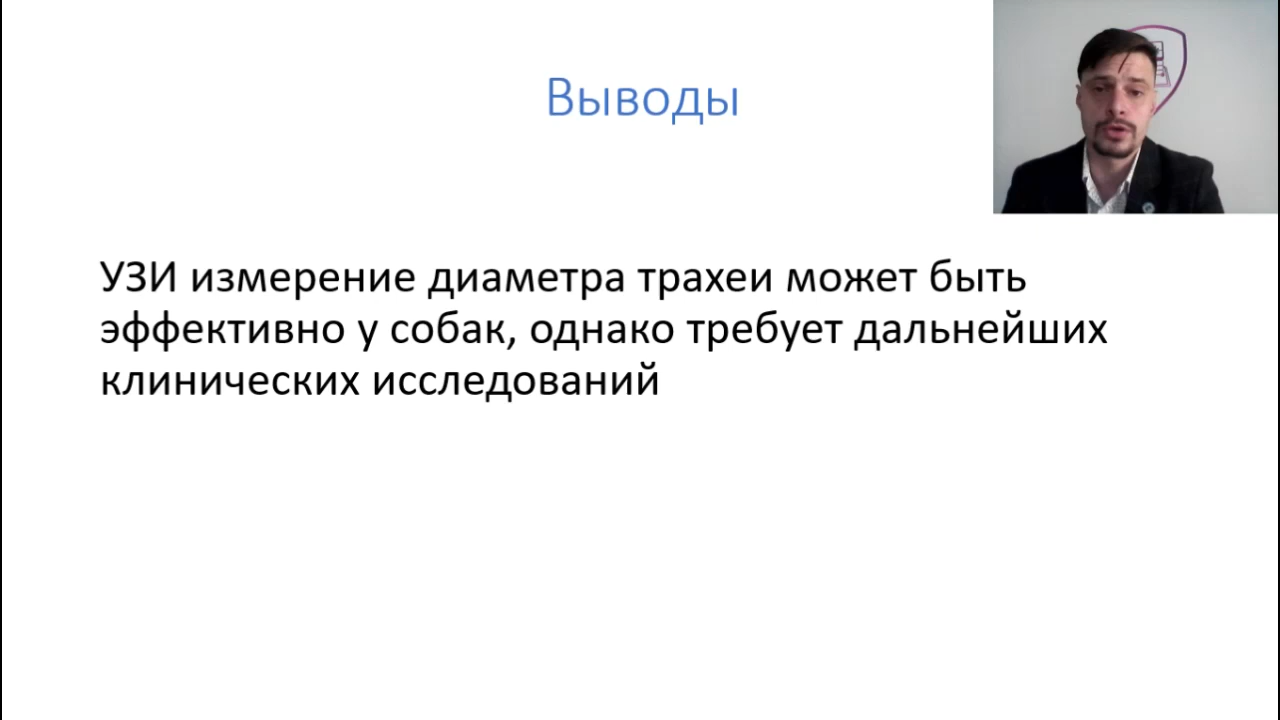 Выводы
УЗИ измерение диаметра трахеи может быть
эффективно у собак, однако требует дальнейших
клинических исследований